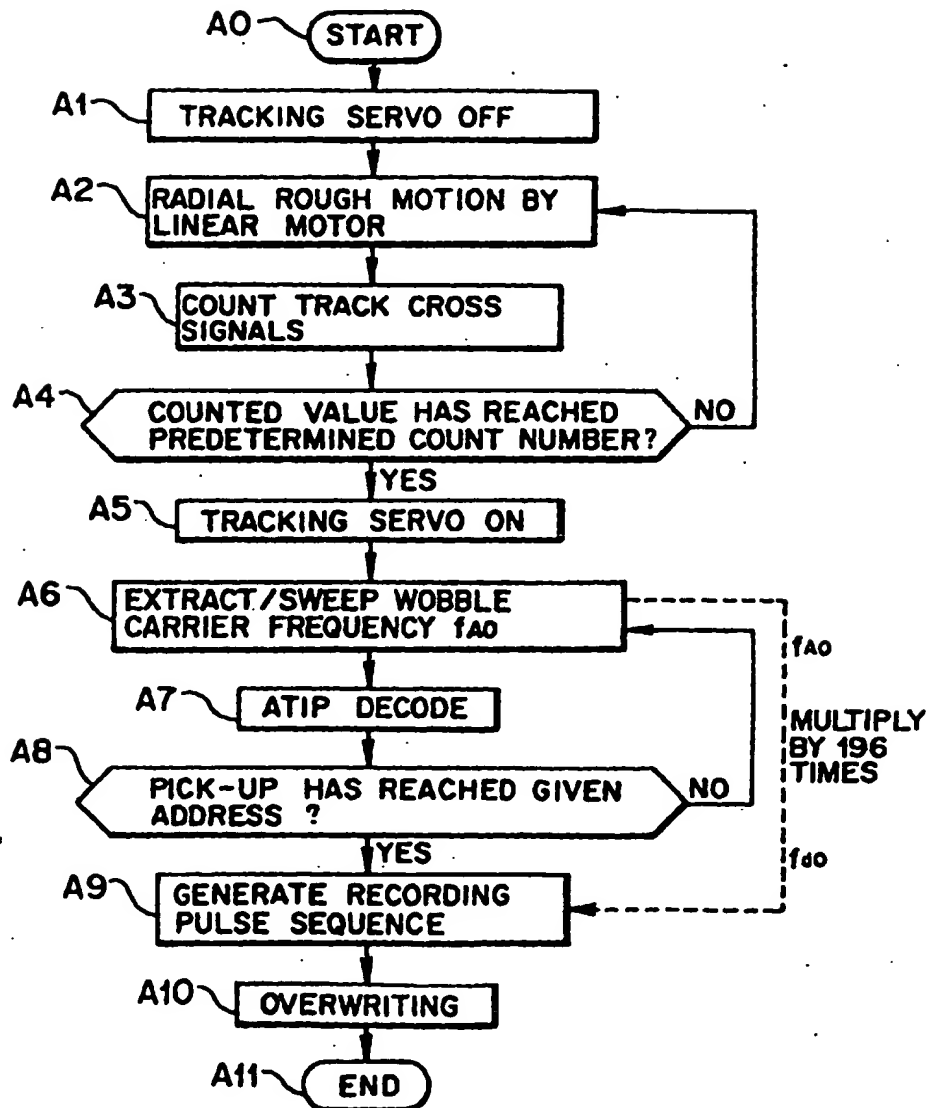 A0 START
A1 TRACKING SERVO OFF
A2 RADIAL ROUGH MOTION BY
LINEAR MOTOR
A3 COUNT TRACK CROSS
SIGNALS
A4 COUNTED VALUE HAS REACHED
PREDETERMINED COUNT NUMBER?
NO
YES
A5 TRACKING SERVO ON
A6 EXTRACT/SWEEP WOBBLE
CARRIER FREQUENCY fA0
fA0
A7 ATIP DECODE
MULTIPLY
BY 196
TIMES
A8 PICK-UP HAS REACHED GIVEN
ADDRESS ?
NO
YES
fd0
A9 GENERATE RECORDING
PULSE SEQUENCE
A10 OVERWRITING
A11 END